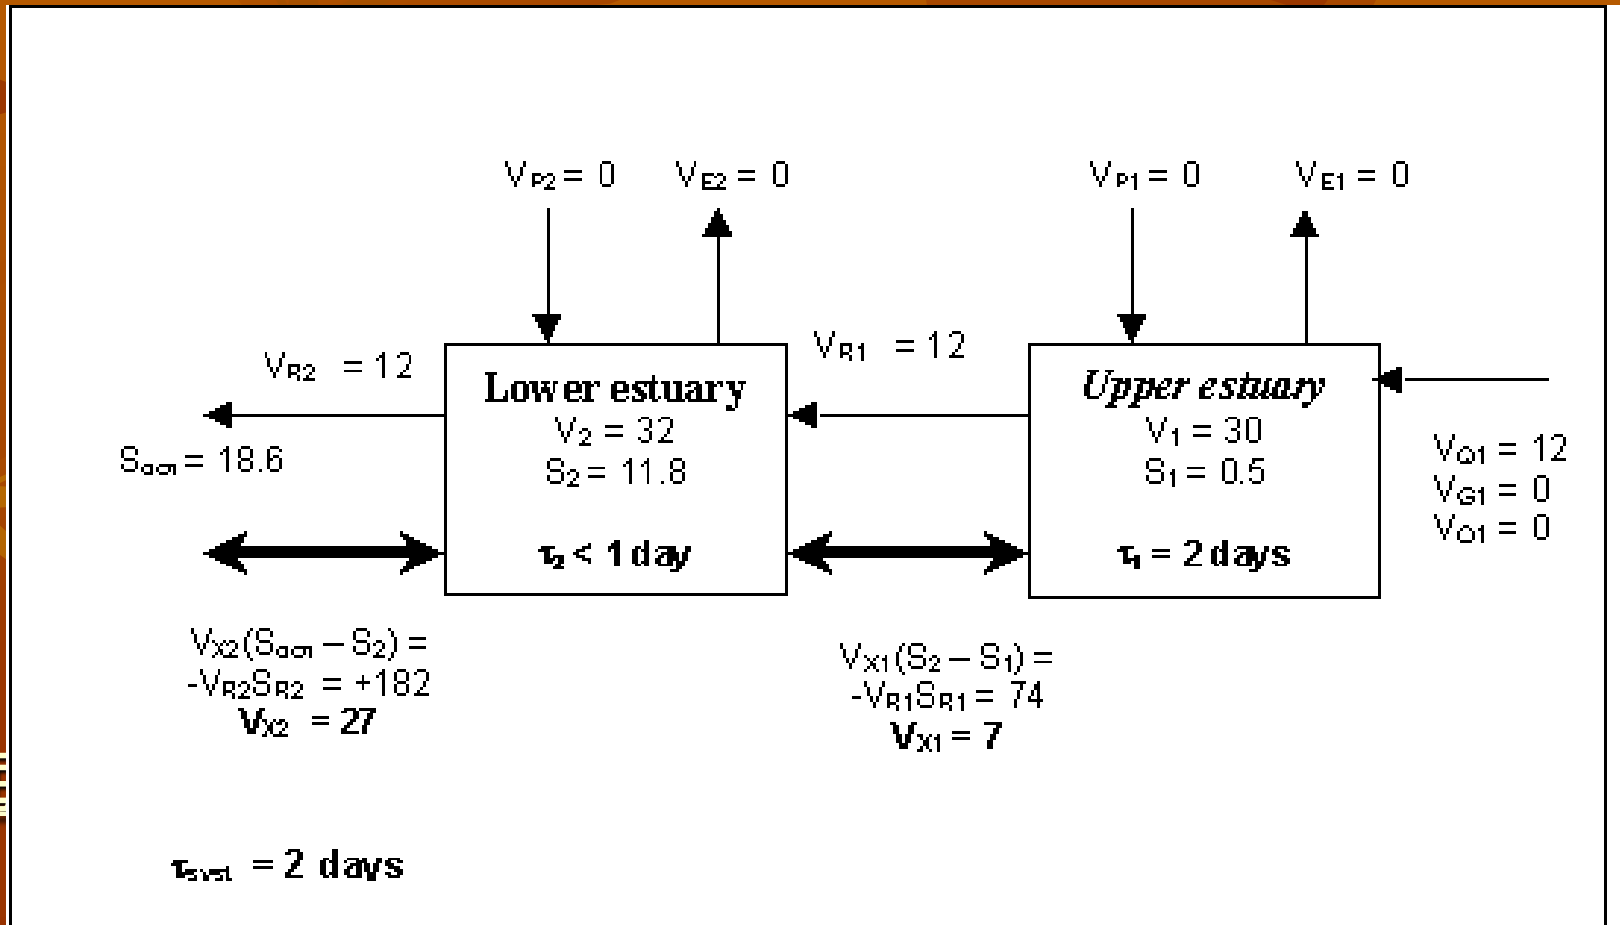 VP2 = 0
VE2 = 0
VP1 = 0
VE1 = 0
VR2 = 12
VR1 = 12
Lower estuary
V2 = 32
S2 = 11.8
τ2 < 1 day
Upper estuary
V1 = 30
S1 = 0.5
τ1 = 2 days
Socn = 18.6
VQ1 = 12
VG1 = 0
VO1 = 0
VX2(Socn – S2) =
-VR2SR2 = +182
VX2 = 27
VX1(S2 – S1) =
-VR1SR1 = 74
VX1 = 7
τsyst = 2 days